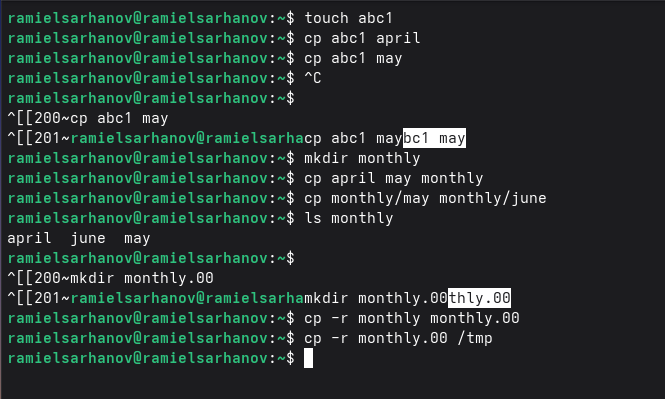 ramielsarhanov@ramielsarhanov:~$ touch abc1
ramielsarhanov@ramielsarhanov:~$ cp abc1 april
ramielsarhanov@ramielsarhanov:~$ cp abc1 may
ramielsarhanov@ramielsarhanov:~$ ^C
ramielsarhanov@ramielsarhanov:~$
^[[200~cp abc1 may
^[[201~ramielsarhanov@ramielsarhacp abc1 maybc1 may
ramielsarhanov@ramielsarhanov:~$ mkdir monthly
ramielsarhanov@ramielsarhanov:~$ cp april may monthly
ramielsarhanov@ramielsarhanov:~$ cp monthly/may monthly/june
ramielsarhanov@ramielsarhanov:~$ ls monthly
april  june  may
ramielsarhanov@ramielsarhanov:~$
^[[200~mkdir monthly.00
^[[201~ramielsarhanov@ramielsarhamkdir monthly.00thly.00
ramielsarhanov@ramielsarhanov:~$ cp -r monthly monthly.00
ramielsarhanov@ramielsarhanov:~$ cp -r monthly.00 /tmp
ramielsarhanov@ramielsarhanov:~$